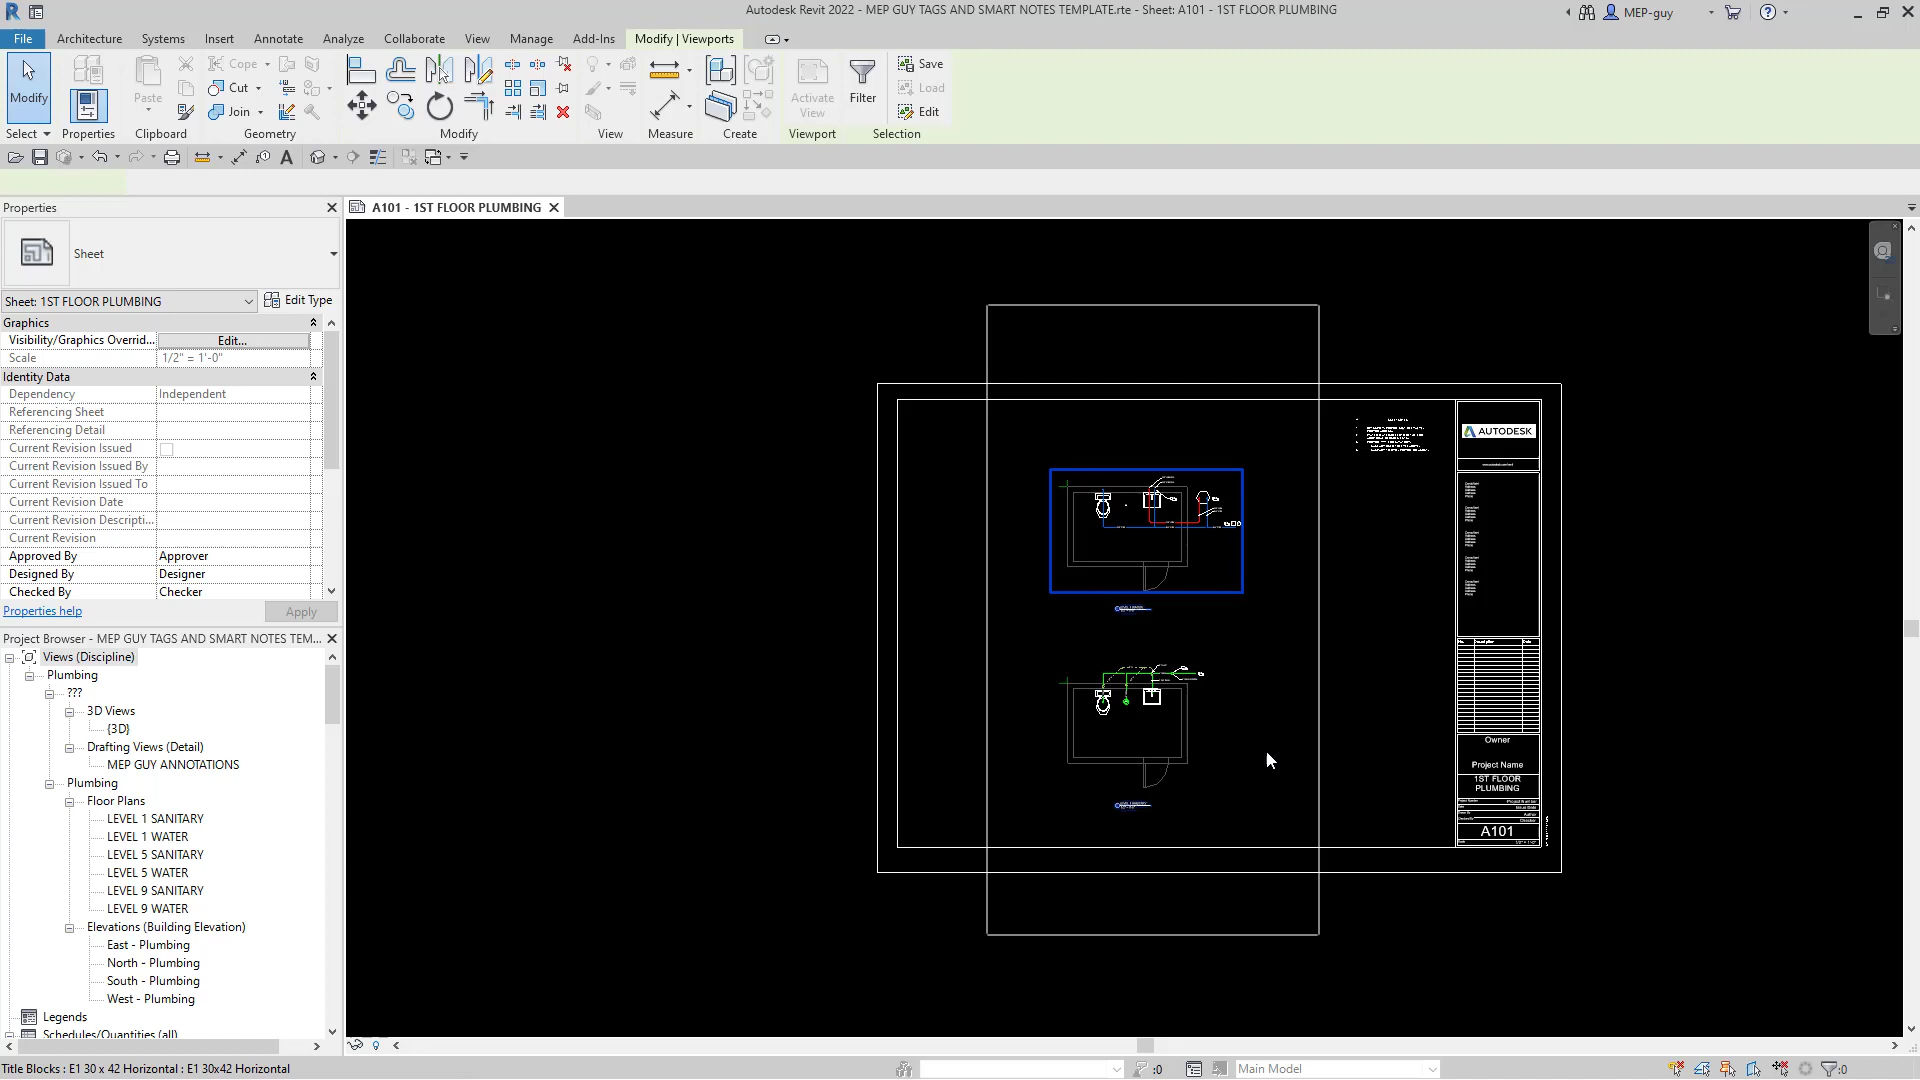 Autodesk Revit 2022 - MEP GUY TAGS AND SMART NOTES TEMPLATE.rte - Sheet: A101 - 1ST FLOOR PLUMBING
MEP-guy
File Architecture Systems Insert Annotate Analyze Collaborate View Manage Add-Ins Modify | Viewports
Modify
Paste
Cope
Cut
Join
Activate View
Filter
Save
Load
Edit
Select Properties Clipboard Geometry Modify View Measure Create Viewport Selection
Properties
A101 - 1ST FLOOR PLUMBING
Sheet
Sheet: 1ST FLOOR PLUMBING
Edit Type
Graphics
Visibility/Graphics Overrid... Edit...
Scale 1/2" = 1'-0"
Identity Data
Dependency Independent
Referencing Sheet
Referencing Detail
Current Revision Issued
Current Revision Issued By
Current Revision Issued To
Current Revision Date
Current Revision Descripti...
Current Revision
Approved By Approver
Designed By Designer
Checked By Checker
Properties help
Apply
Project Browser - MEP GUY TAGS AND SMART NOTES TEM...
Views (Discipline)
Plumbing
???
3D Views
{3D}
Drafting Views (Detail)
MEP GUY ANNOTATIONS
Plumbing
Floor Plans
LEVEL 1 SANITARY
LEVEL 1 WATER
LEVEL 5 SANITARY
LEVEL 5 WATER
LEVEL 9 SANITARY
LEVEL 9 WATER
Elevations (Building Elevation)
East - Plumbing
North - Plumbing
South - Plumbing
West - Plumbing
Legends
Schedules/Quantities (all)
AUTODESK
No. Description Date
Owner
Project Name
1ST FLOOR
PLUMBING
A101
Title Blocks : E1 30 x 42 Horizontal : E1 30x42 Horizontal
:0
Main Model
:0